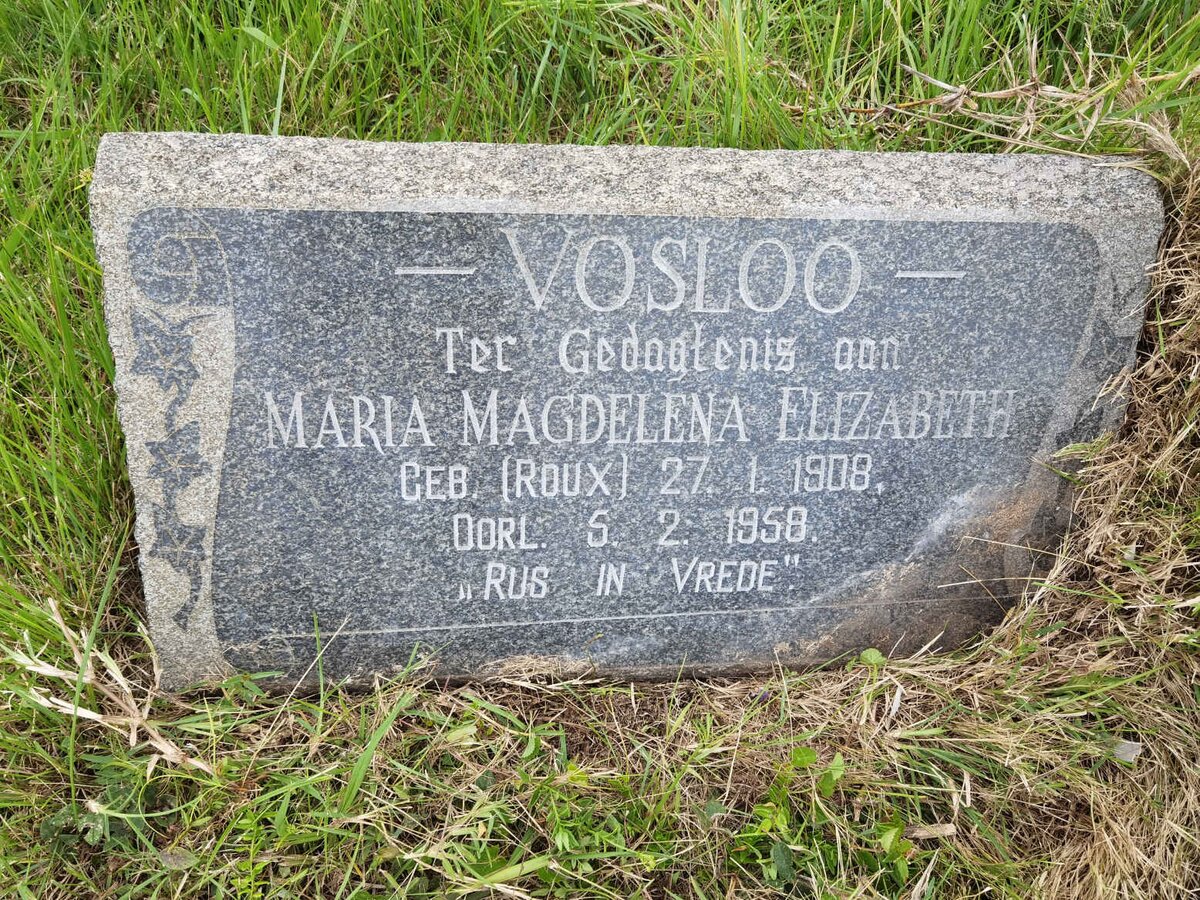 — VOSLOO —
Ter Gedagtenis aan
MARIA MAGDELENA ELIZABETH
GEB. (ROUX) 27. 1. 1908,
OORL. 5. 2. 1958.
„RUS IN VREDE"